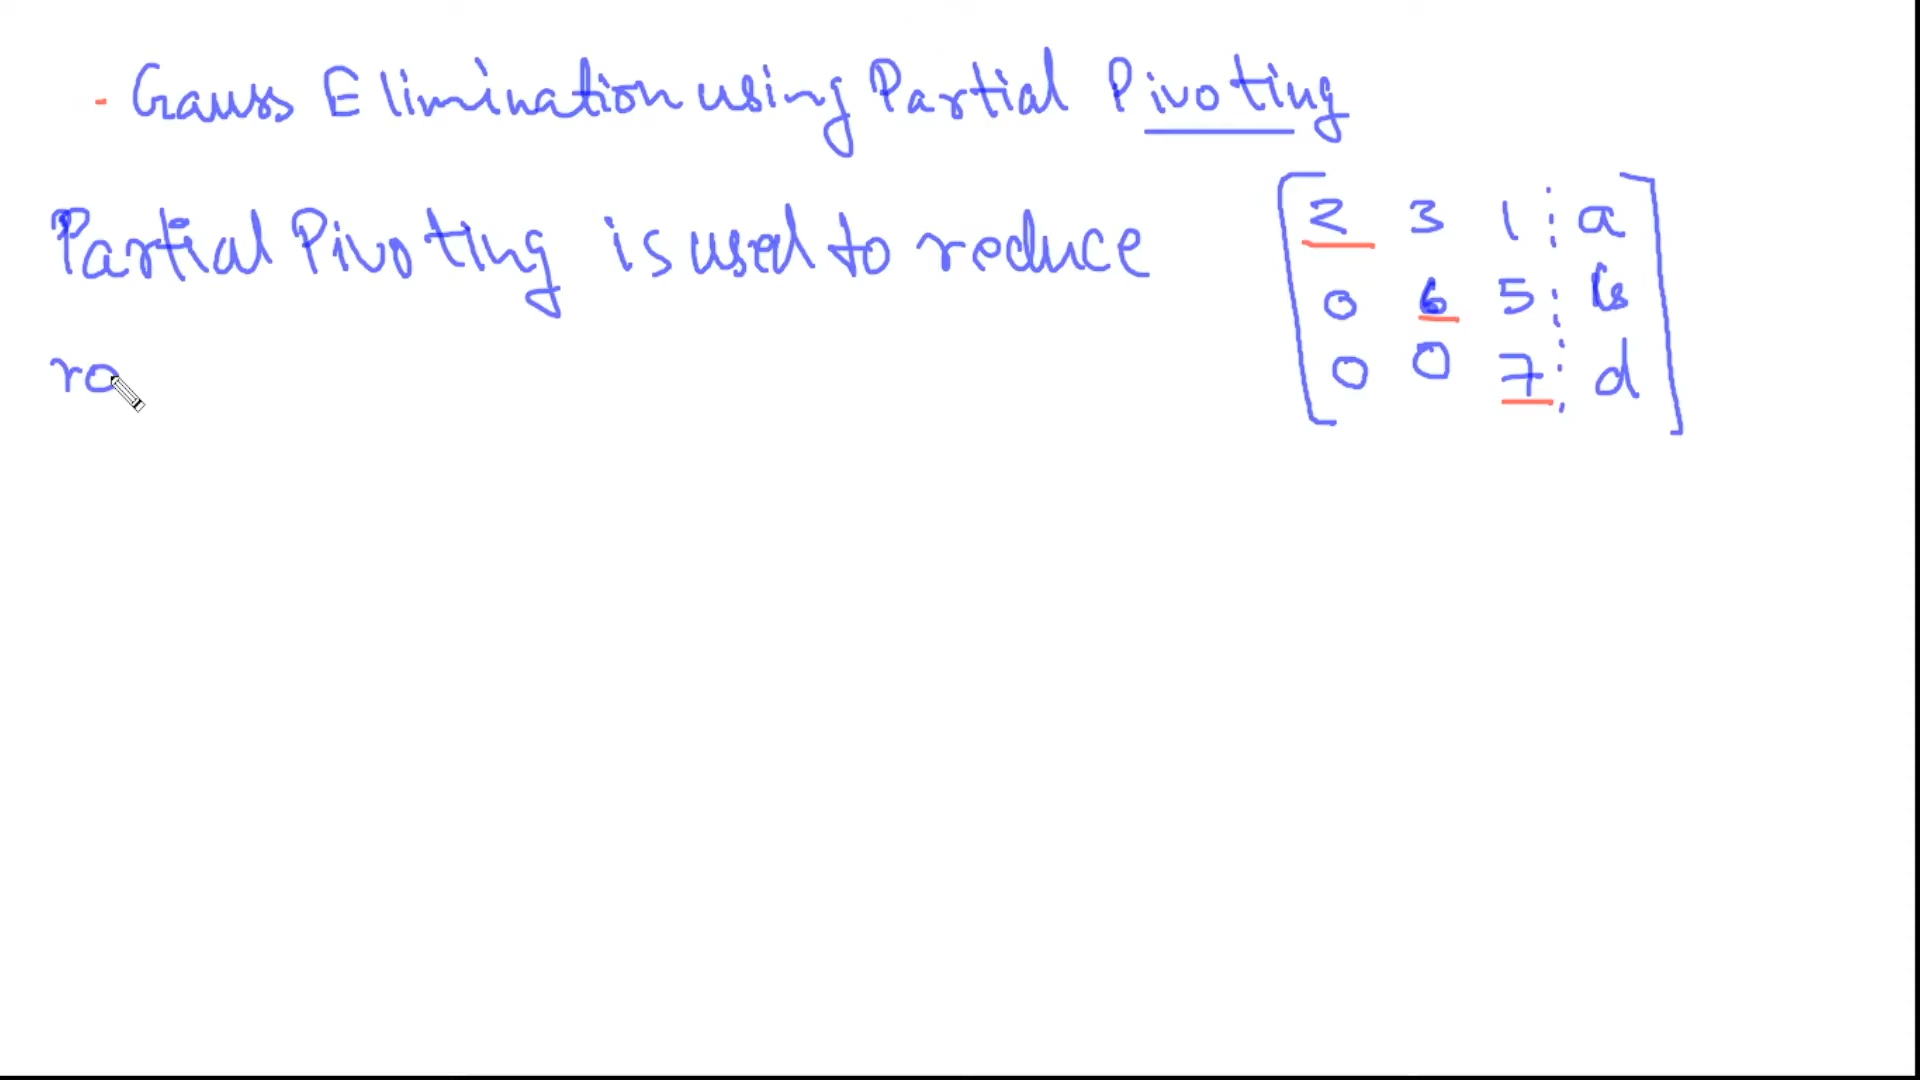 - Gauss Elimination using Partial Pivoting
Partial Pivoting is used to reduce
ro
2 3 1 : a
0 6 5 : b
0 0 7 : d